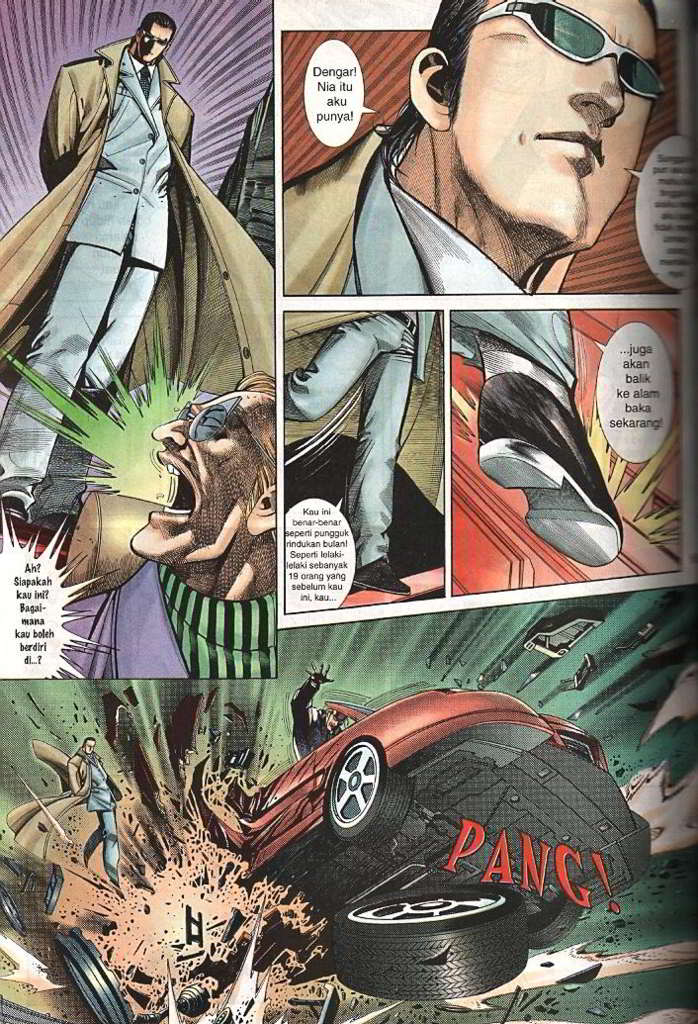 Dengar!
Nia itu
aku
punya!
Ah?
Siapakah
kau ini?
Bagai-
mana
kau boleh
berdiri
di...?
Kau ini
benar-benar
seperti pungguk
rindukan bulan!
Seperti lelaki-
lelaki sebanyak
19 orang yang
sebelum kau
ini, kau...
...juga
akan
balik
ke alam
baka
sekarang!
PANG!